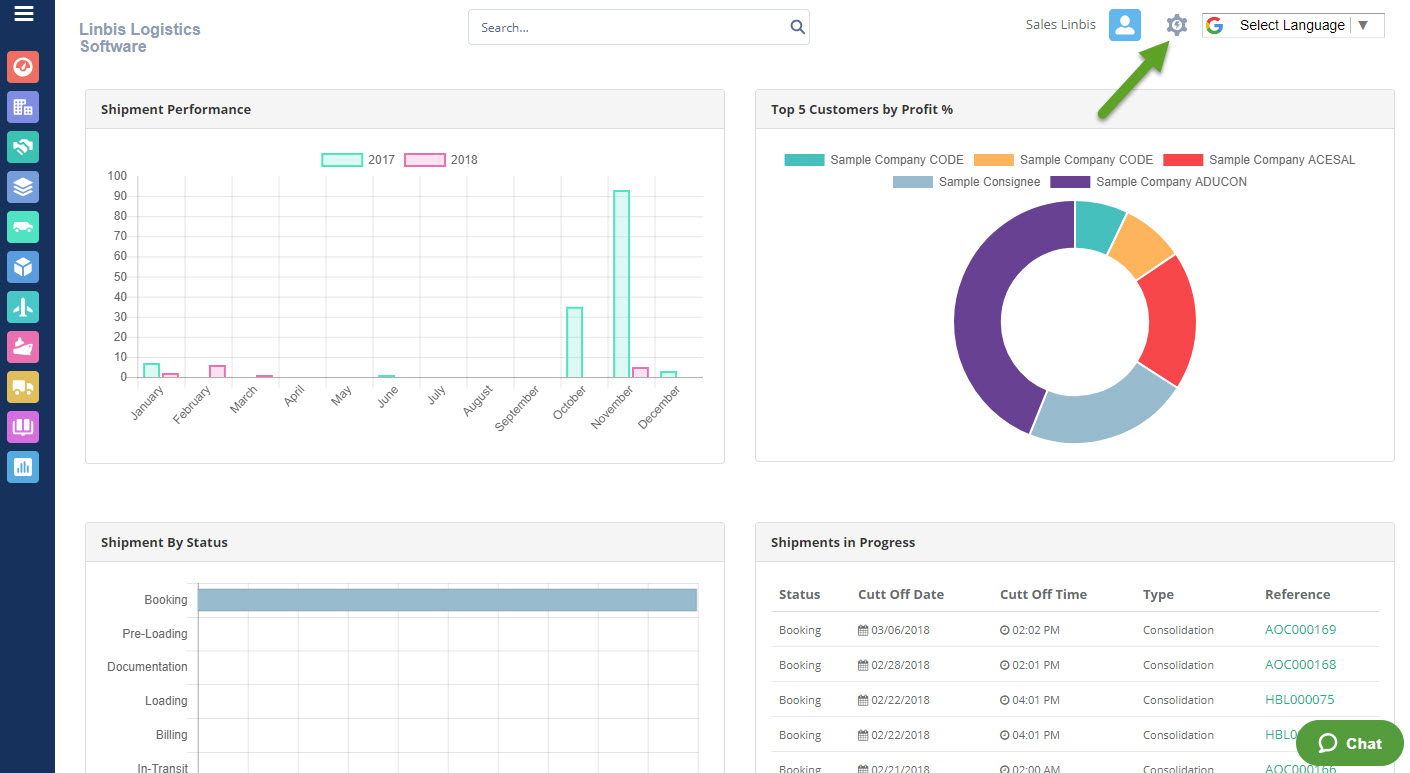 Linbis Logistics
Software
Search...
Sales Linbis
Select Language ▼
Shipment Performance
2017 2018
100
90
80
70
60
50
40
30
20
10
0
January February March April May June July August September October November December
Top 5 Customers by Profit %
Sample Company CODE Sample Company CODE Sample Company ACESAL
Sample Consignee Sample Company ADUCON
Shipment By Status
Booking
Pre-Loading
Documentation
Loading
Billing
In-Transit
Shipments in Progress
Status Cutt Off Date Cutt Off Time Type Reference
Booking 03/06/2018 02:02 PM Consolidation AOC000169
Booking 02/28/2018 02:01 PM Consolidation AOC000168
Booking 02/22/2018 04:01 PM Consolidation HBL000075
Booking 02/22/2018 04:01 PM Consolidation
Booking 02/21/2018 02:00 AM Consolidation AOC000166
Chat